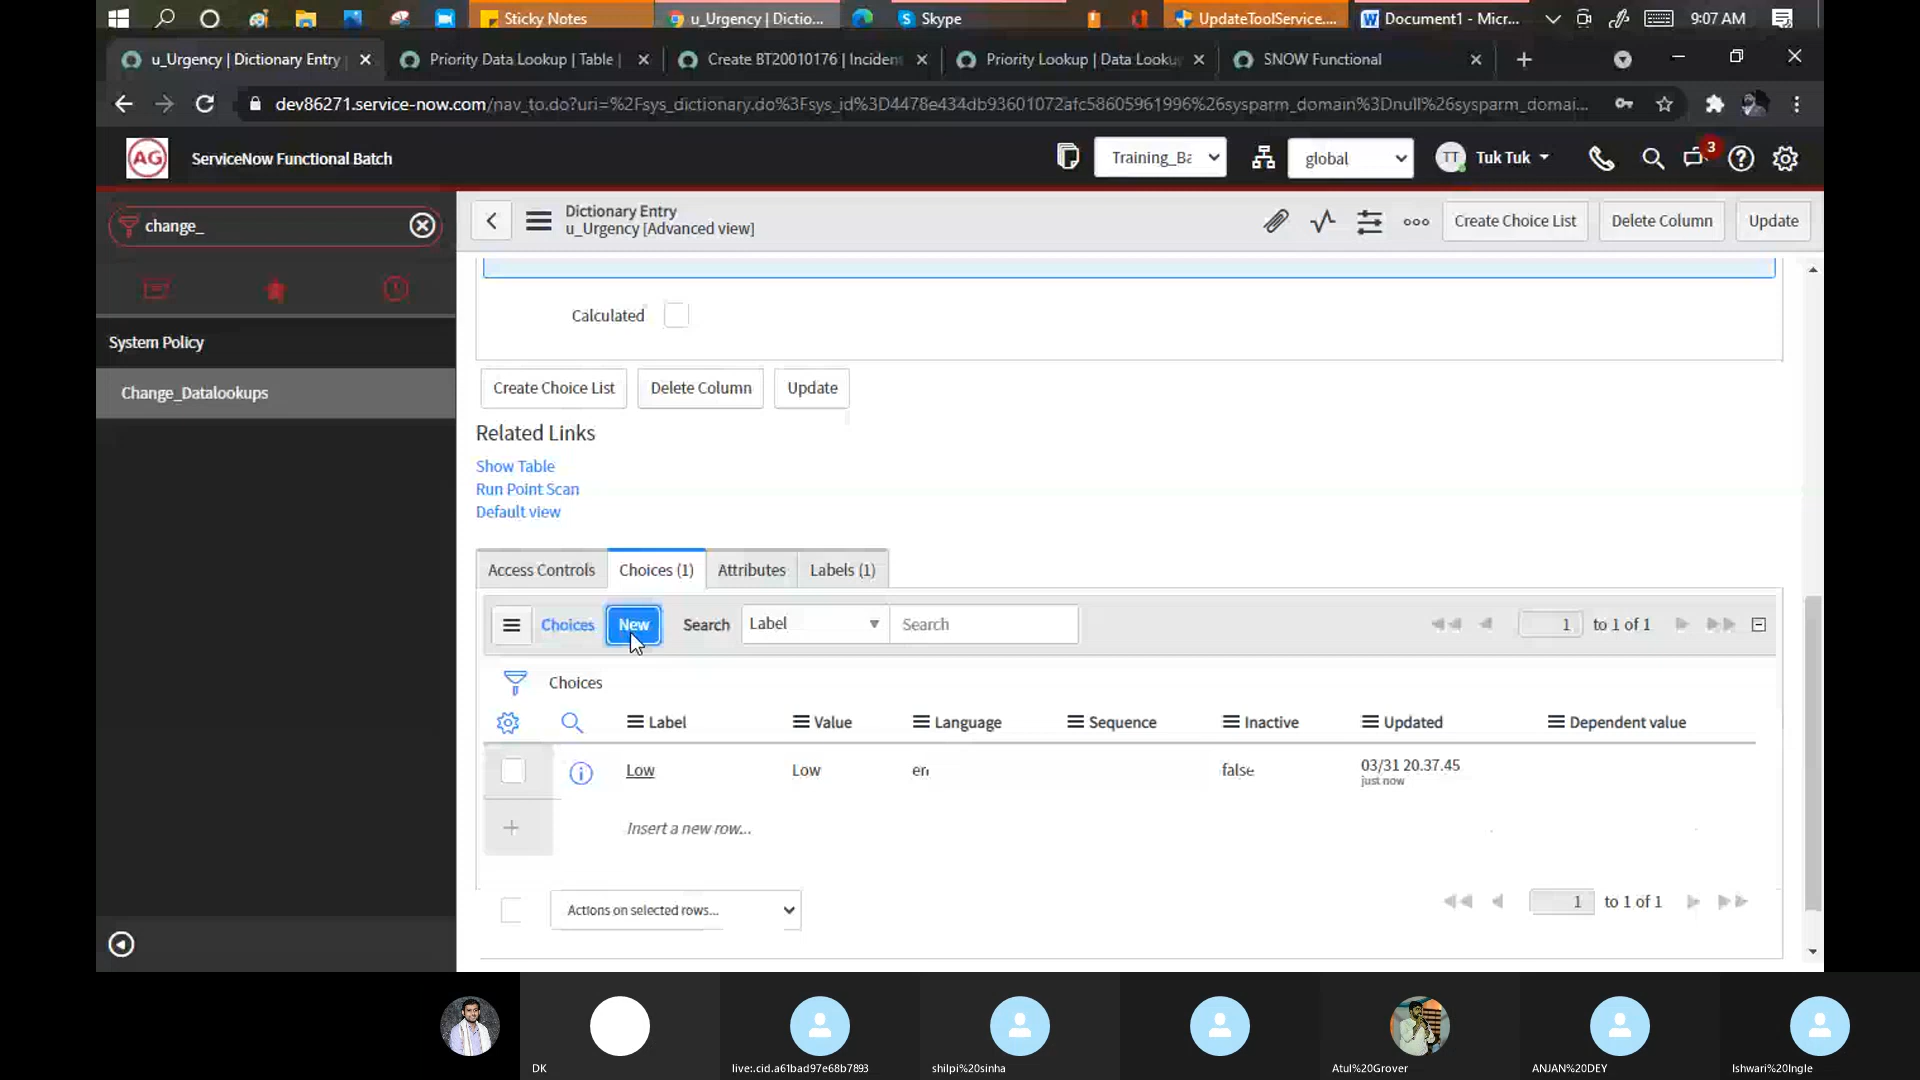 Sticky Notes
u_Urgency | Dictio...
Skype
UpdateToolService....
Document1 - Micr...
9:07 AM
u_Urgency | Dictionary Entry
Priority Data Lookup | Table |
Create BT20010176 | Inciden
Priority Lookup | Data Looku
SNOW Functional
dev86271.service-now.com/nav_to.do?uri=%2Fsys_dictionary.do%3Fsys_id%3D4478e434db93601072afc58605961996%26sysparm_domain%3Dnull%26sysparm_domai...
AG
ServiceNow Functional Batch
Training_Ba
global
TT
Tuk Tuk
3
change_
Dictionary Entry
u_Urgency [Advanced view]
Create Choice List
Delete Column
Update
System Policy
Change_Datalookups
Calculated
Create Choice List
Delete Column
Update
Related Links
Show Table
Run Point Scan
Default view
Access Controls
Choices (1)
Attributes
Labels (1)
Choices
New
Search
Label
Search
1
to 1 of 1
Choices
Label
Value
Language
Sequence
Inactive
Updated
Dependent value
Low
Low
en
false
03/31 20.37.45
just now
Insert a new row...
Actions on selected rows...
1
to 1 of 1
DK
live:.cid.a61bad97e68b7893
shilpi%20sinha
Atul%20Grover
ANJAN%20DEY
Ishwari%20Ingle